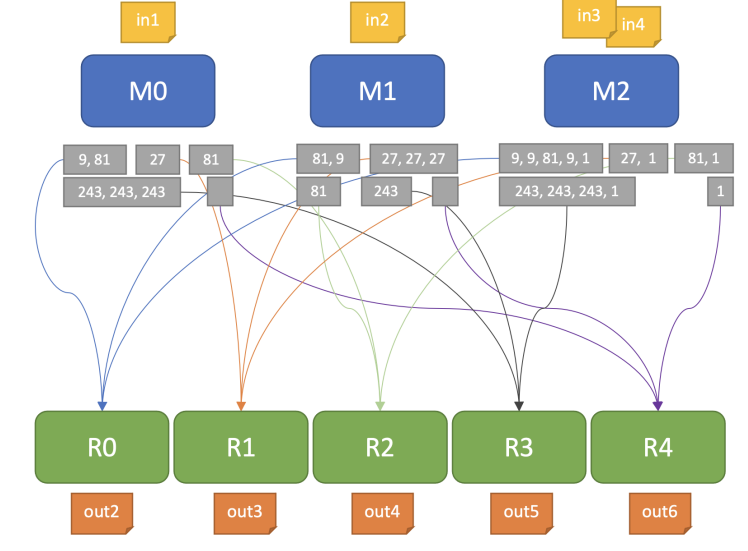 in1
in2
in3
in4
M0
M1
M2
9, 81
27
81
81, 9
27, 27, 27
9, 9, 81, 9, 1
27, 1
81, 1
243, 243, 243
81
243
243, 243, 243, 1
1
R0
R1
R2
R3
R4
out2
out3
out4
out5
out6